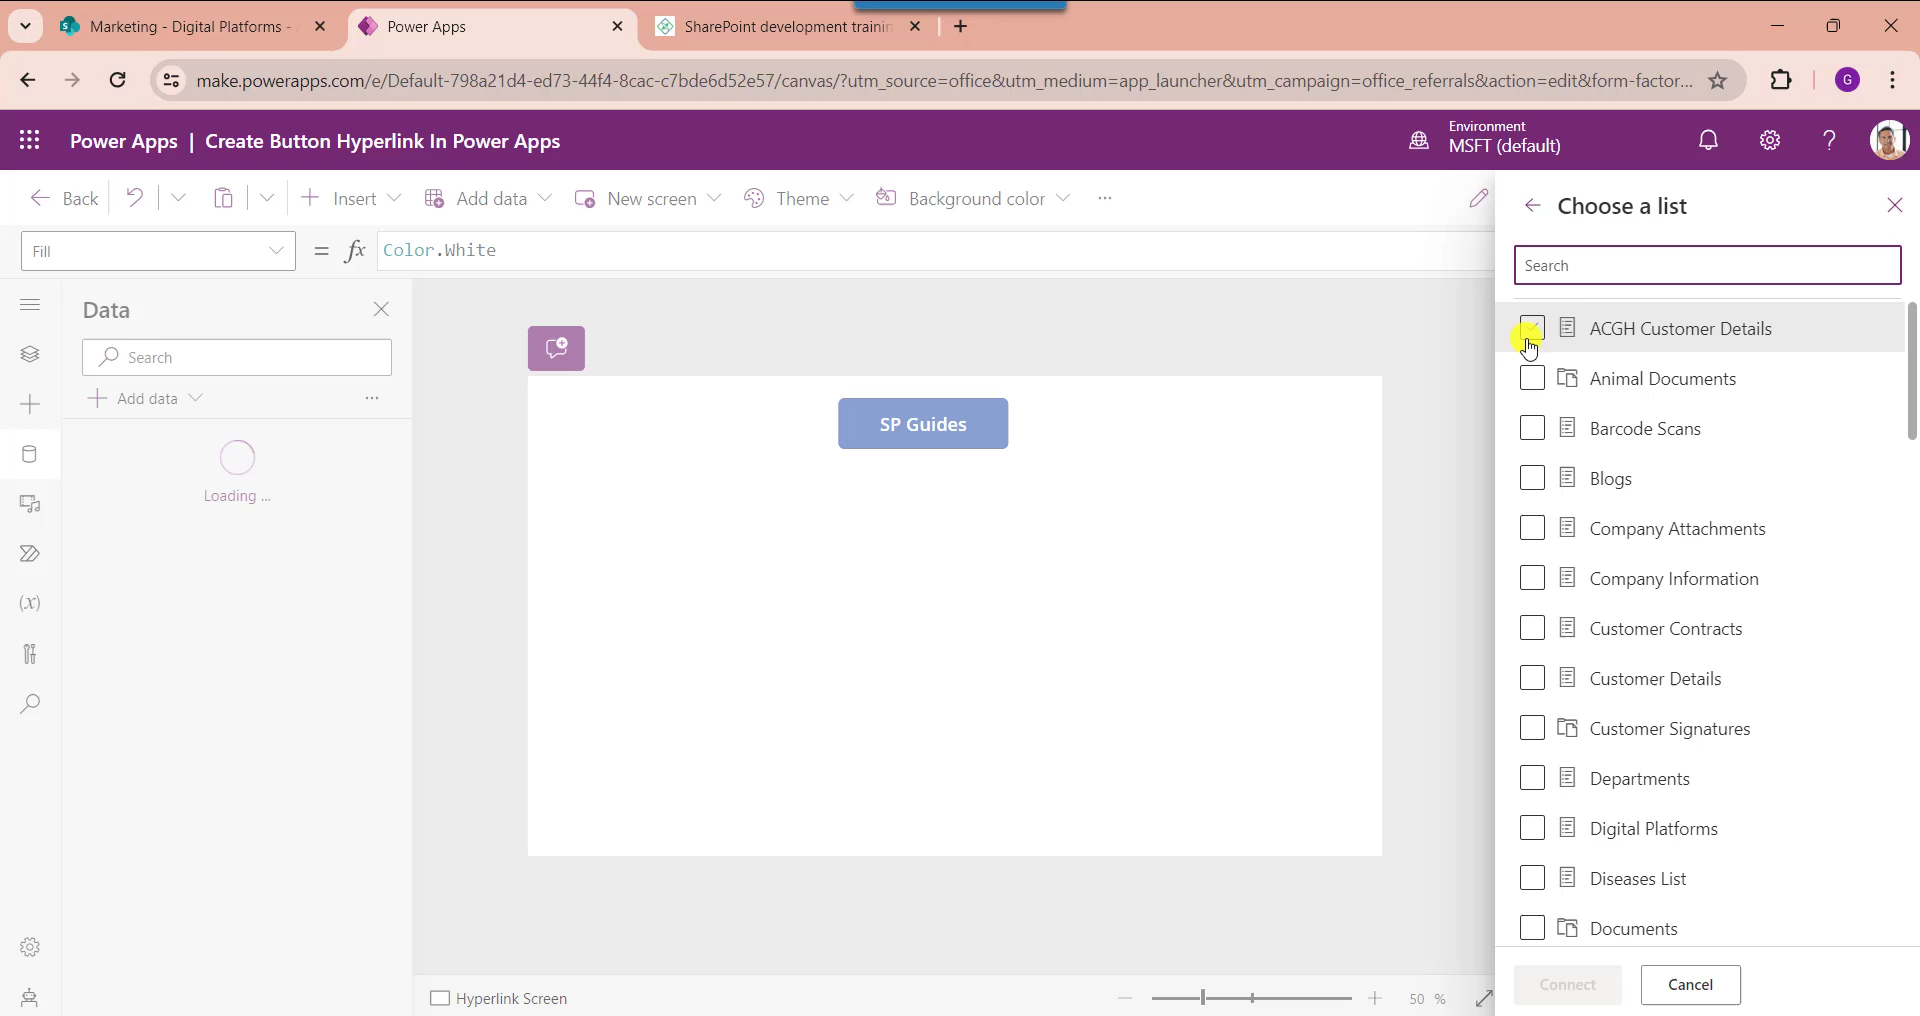 Marketing - Digital Platforms -
Power Apps
SharePoint development trainin
make.powerapps.com/e/Default-798a21d4-ed73-44f4-8cac-c7bde6d52e57/canvas/?utm_source=office&utm_medium=app_launcher&utm_campaign=office_referrals&action=edit&form-factor...
G
Power Apps | Create Button Hyperlink In Power Apps
Environment
MSFT (default)
Back
Insert
Add data
New screen
Theme
Background color
...
Fill
= fx Color.White
Data
Search
Add data
...
Loading ...
(x)
SP Guides
Hyperlink Screen
50 %
Choose a list
Search
ACGH Customer Details
Animal Documents
Barcode Scans
Blogs
Company Attachments
Company Information
Customer Contracts
Customer Details
Customer Signatures
Departments
Digital Platforms
Diseases List
Documents
Connect
Cancel